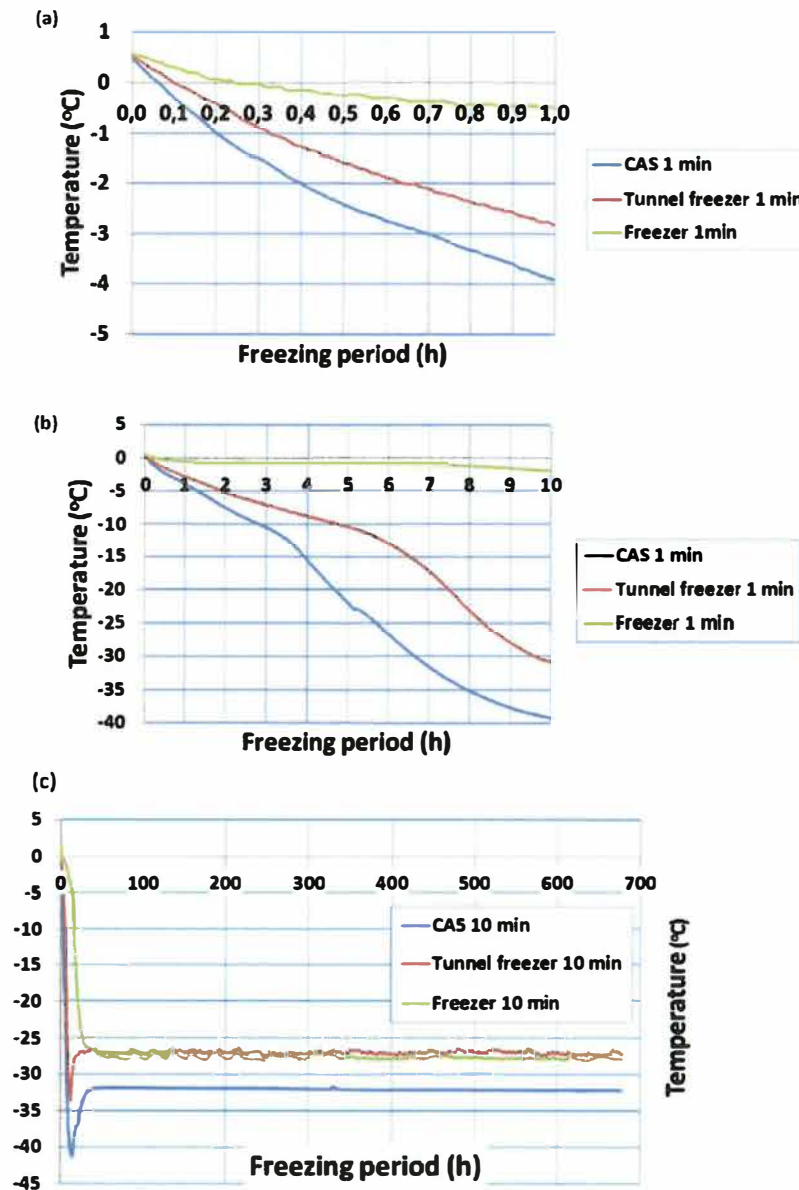 (a)
1
0
-1
-2
-3
-4
-5
0,0 0,1 0,2 0,3 0,4 0,5 0,6 0,7 0,8 0,9 1,0
Temperature (°C)
Freezing period (h)
CAS 1 min
Tunnel freezer 1 min
Freezer 1min
(b)
5
0
-5
-10
-15
-20
-25
-30
-35
-40
0 1 2 3 4 5 6 7 8 9 10
Temperature (°C)
Freezing period (h)
CAS 1 min
Tunnel freezer 1 min
Freezer 1 min
(c)
5
0
-5
-10
-15
-20
-25
-30
-35
-40
-45
0 100 200 300 400 500 600 700
CAS 10 min
Tunnel freezer 10 min
Freezer 10 min
Temperature (°C)
Freezing period (h)